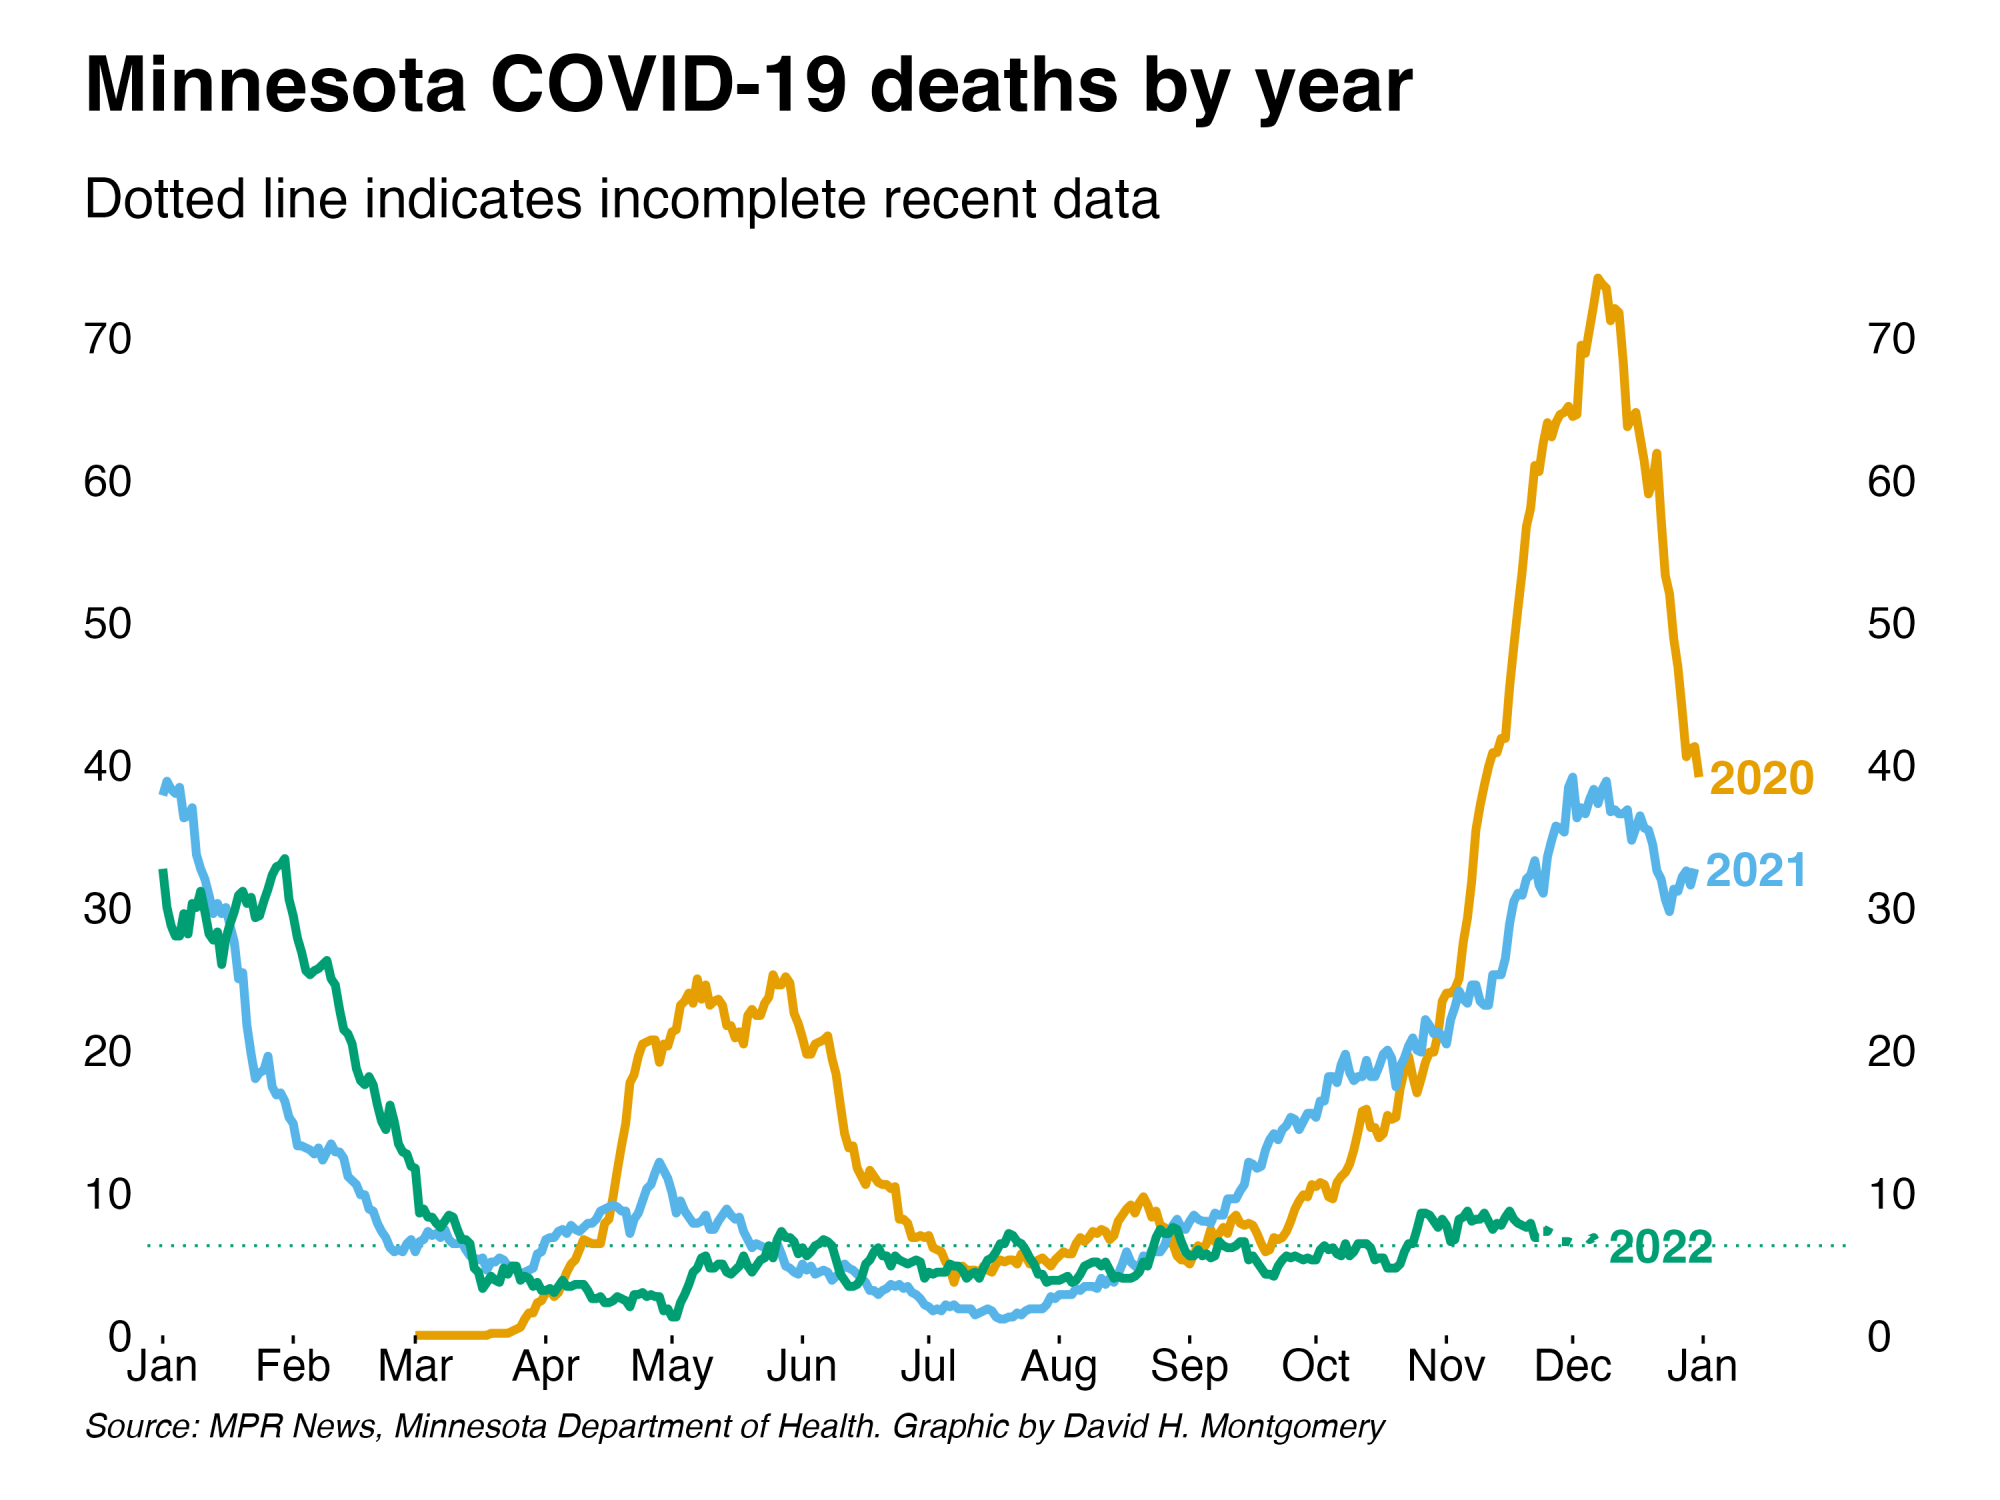 Minnesota COVID-19 deaths by year
Dotted line indicates incomplete recent data
70 70
60 60
50 50
40 40
2020
2021
30 30
20 20
10 10
2022
0 0
Jan Feb Mar Apr May Jun Jul Aug Sep Oct Nov Dec Jan
Source: MPR News, Minnesota Department of Health. Graphic by David H. Montgomery